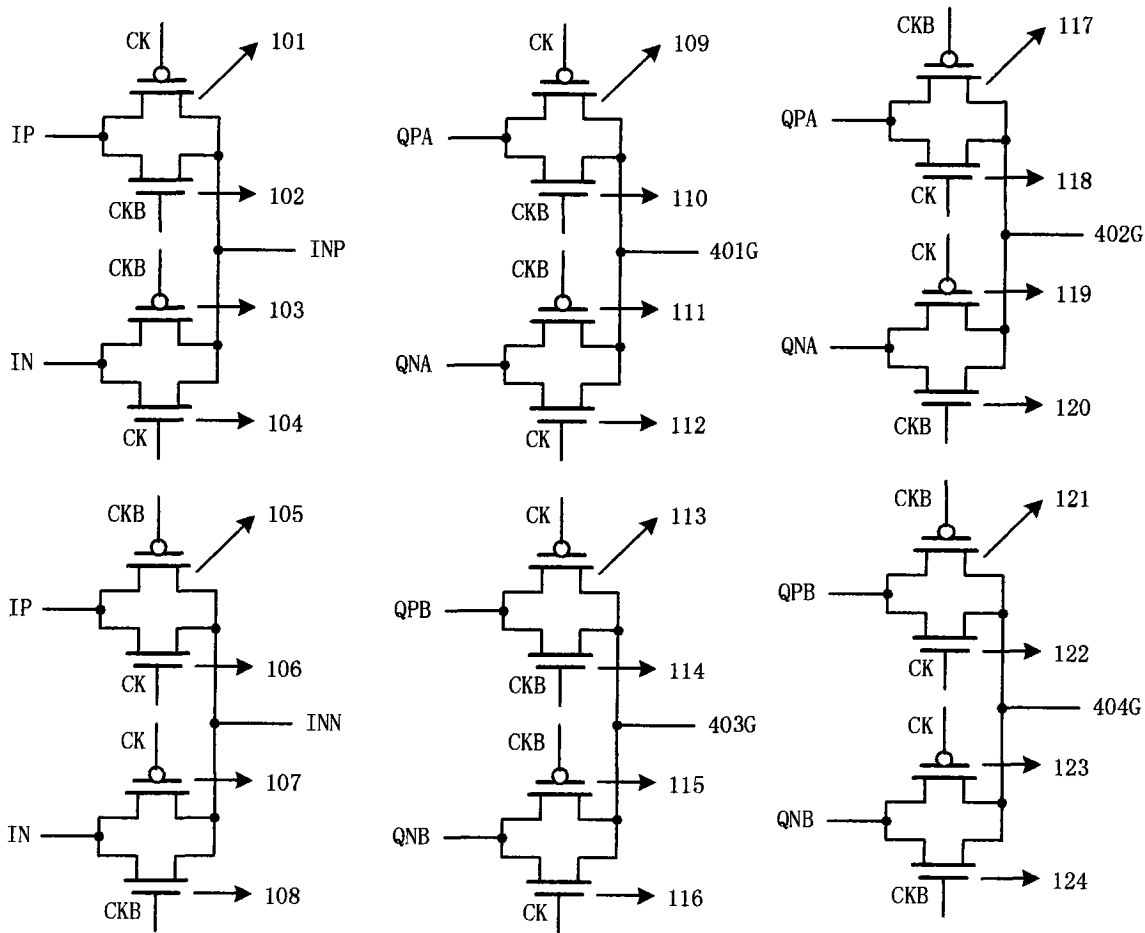 CK
101
IP
102
CKB
INP
CKB
103
IN
104
CK
CK
109
QPA
110
CKB
401G
CKB
111
QNA
112
CK
CKB
117
QPA
118
CK
402G
CK
119
QNA
120
CKB
CKB
105
IP
106
CK
INN
CK
107
IN
108
CKB
CK
113
QPB
114
CKB
403G
CKB
115
QNB
116
CK
CKB
121
QPB
122
CK
404G
CK
123
QNB
124
CKB